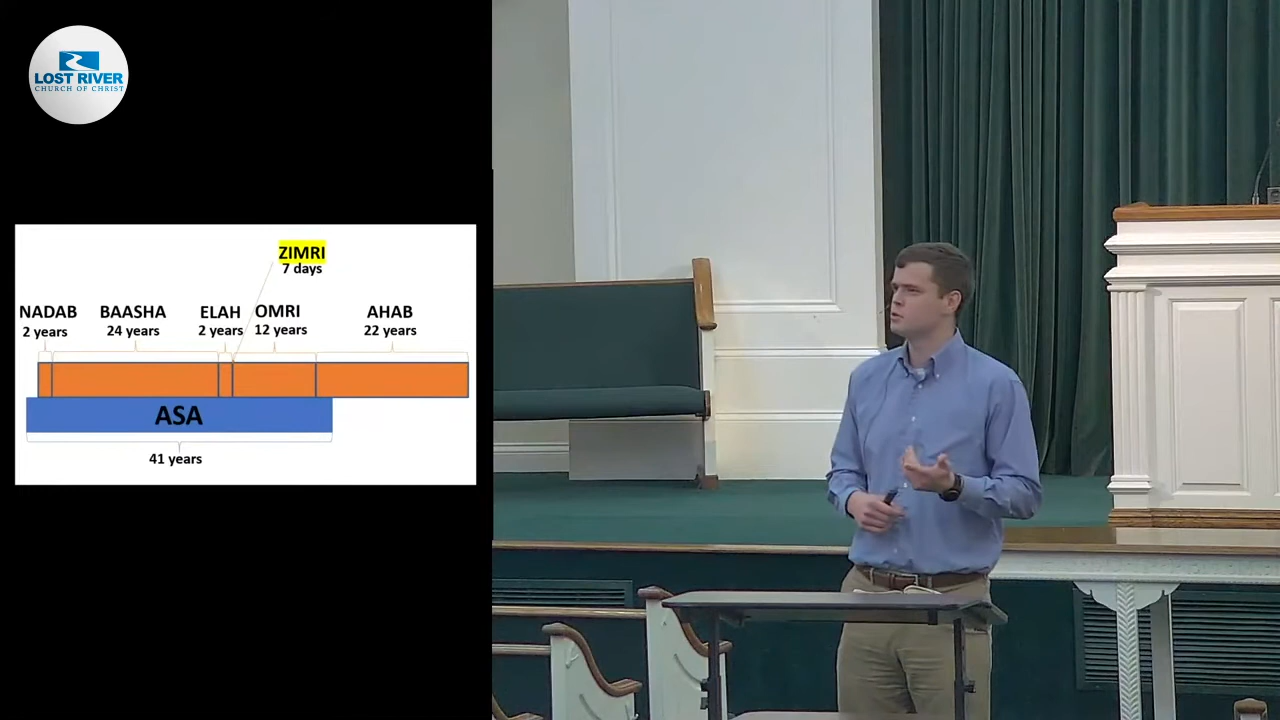 LOST RIVER
CHURCH OF CHRIST
ZIMRI
7 days
NADAB
2 years
BAASHA
24 years
ELAH
2 years
OMRI
12 years
AHAB
22 years
ASA
41 years